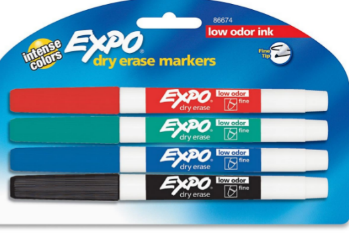 86674
low odor ink
intense
colors
EXPO
dry erase markers
Fine
Tip
EXPO low odor
dry erase fine
EXPO low odor
dry erase fine
EXPO low odor
dry erase fine
EXPO low odor
dry erase fine